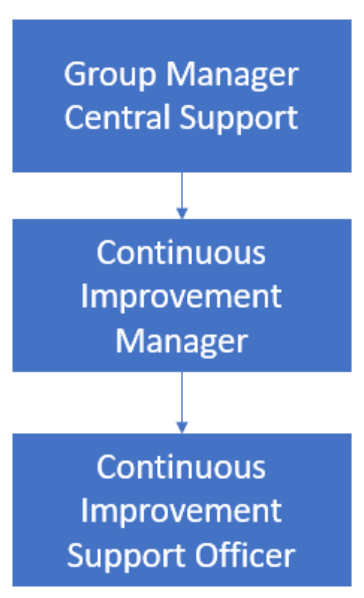 Group Manager
Central Support
Continuous
Improvement
Manager
Continuous
Improvement
Support Officer